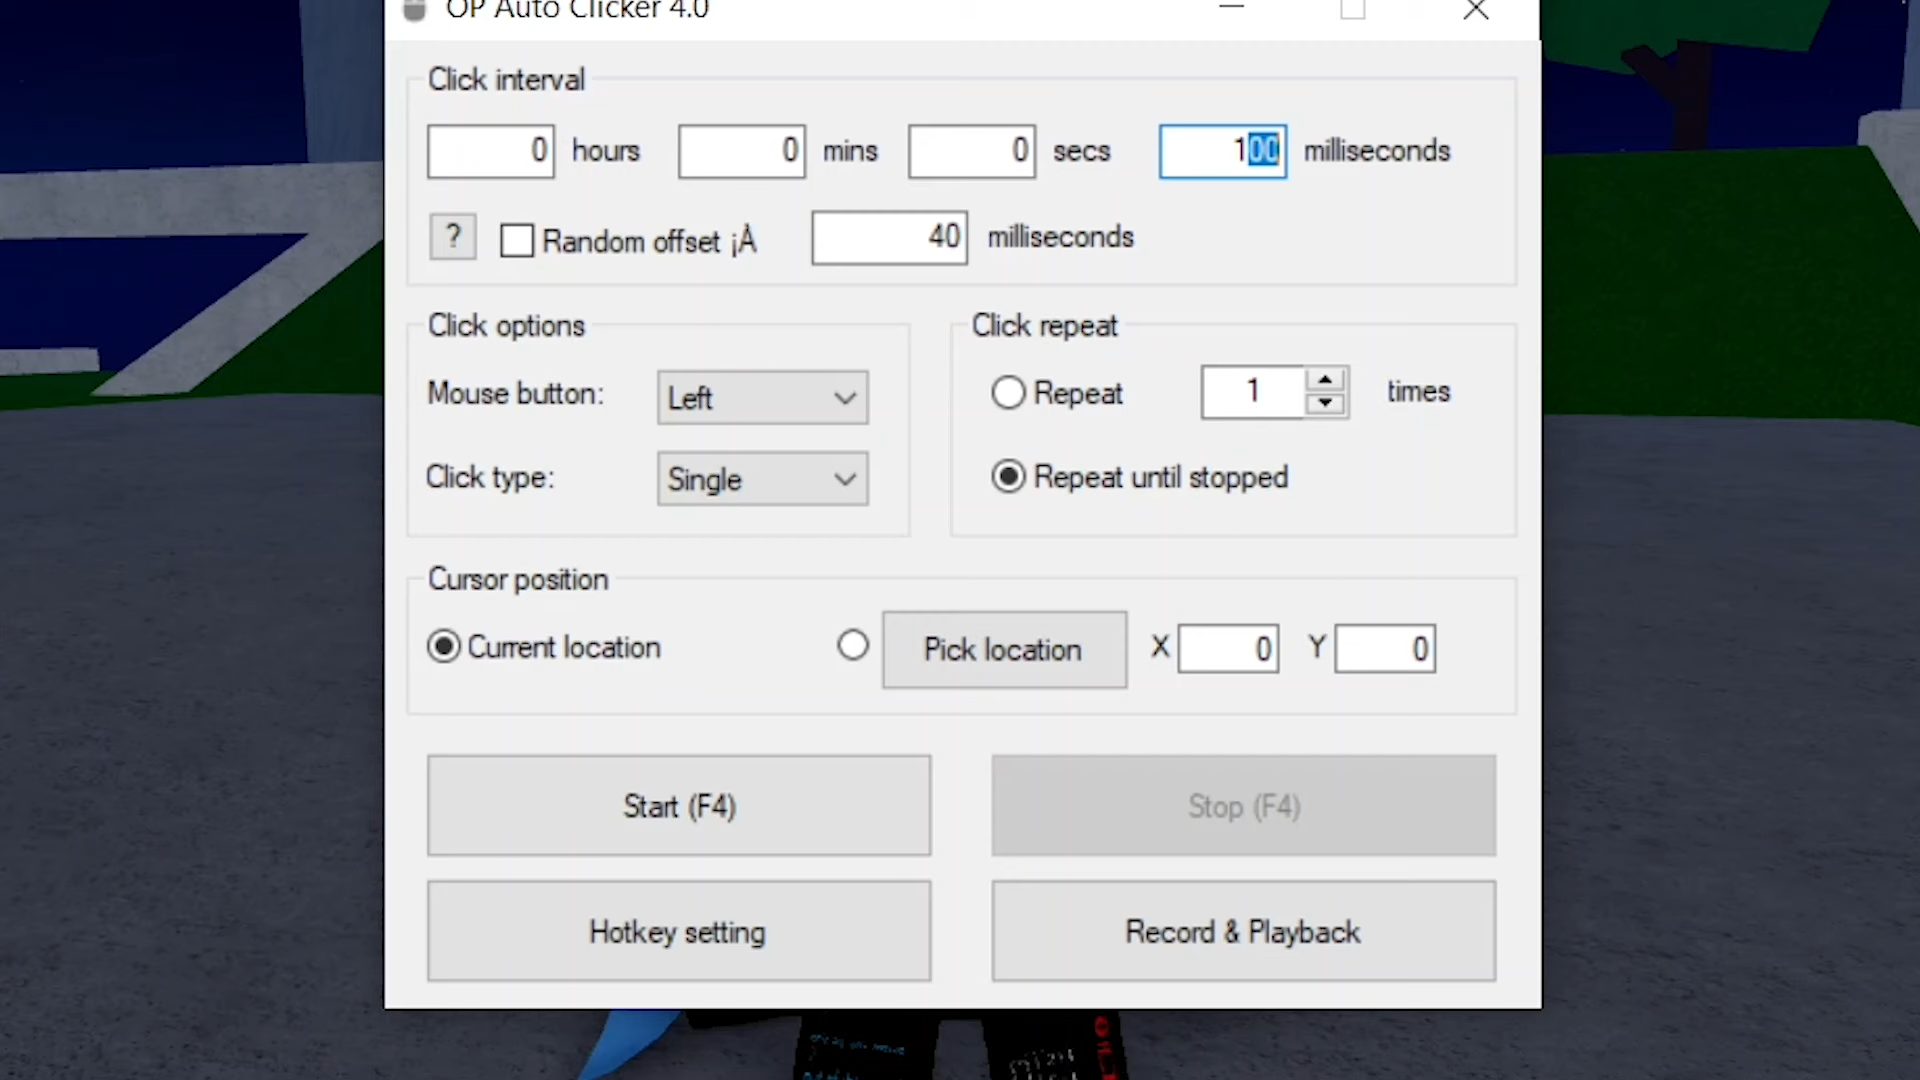 OP Auto Clicker 4.0
Click interval
0 hours 0 mins 0 secs 100 milliseconds
? Random offset ¡À 40 milliseconds
Click options
Mouse button: Left
Click type: Single
Click repeat
Repeat 1 times
Repeat until stopped
Cursor position
Current location Pick location X 0 Y 0
Start (F4) Stop (F4)
Hotkey setting Record & Playback